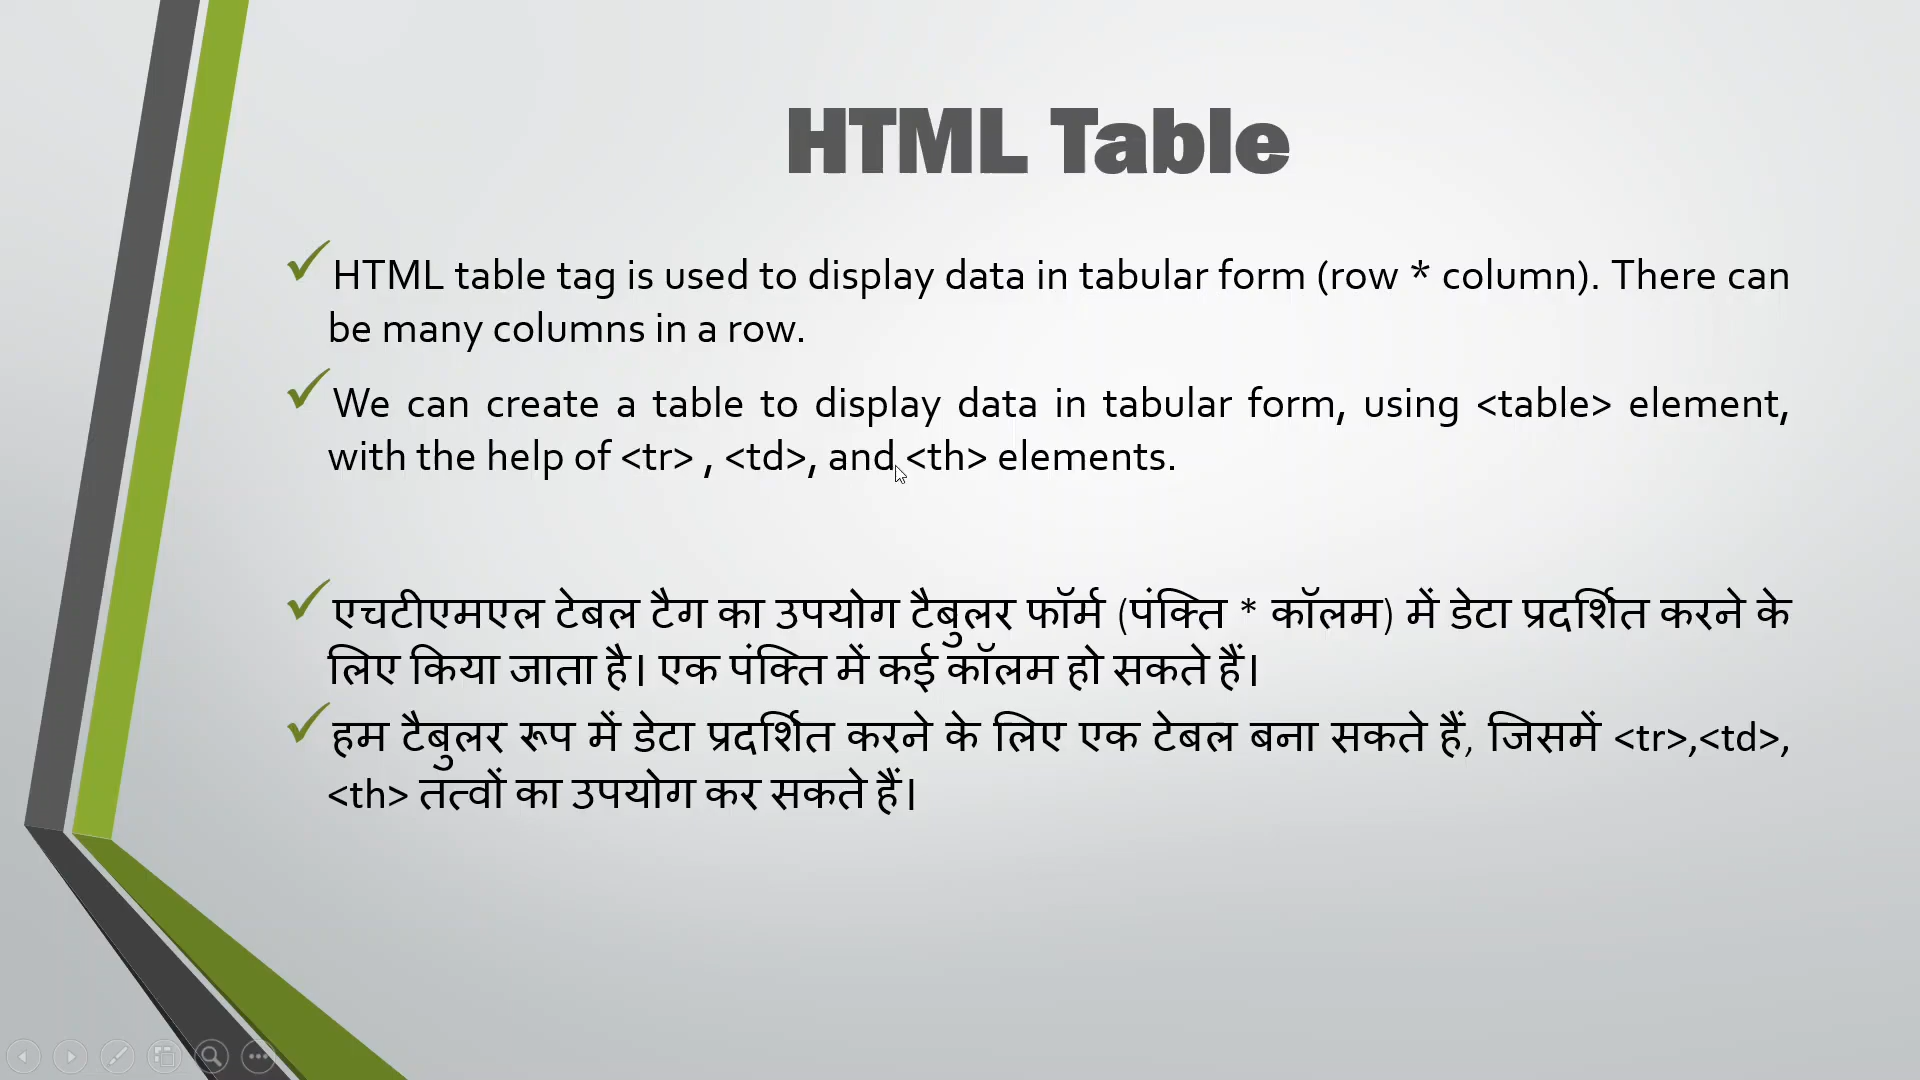 HTML Table
HTML table tag is used to display data in tabular form (row * column). There can
be many columns in a row.
We can create a table to display data in tabular form, using <table> element,
with the help of <tr> , <td>, and <th> elements.
एचटीएमएल टेबल टैग का उपयोग टैबुलर फॉर्म (पंक्ति * कॉलम) में डेटा प्रदर्शित करने के
लिए किया जाता है। एक पंक्ति में कई कॉलम हो सकते हैं।
हम टैबुलर रूप में डेटा प्रदर्शित करने के लिए एक टेबल बना सकते हैं, जिसमें <tr>,<td>,
<th> तत्वों का उपयोग कर सकते हैं।